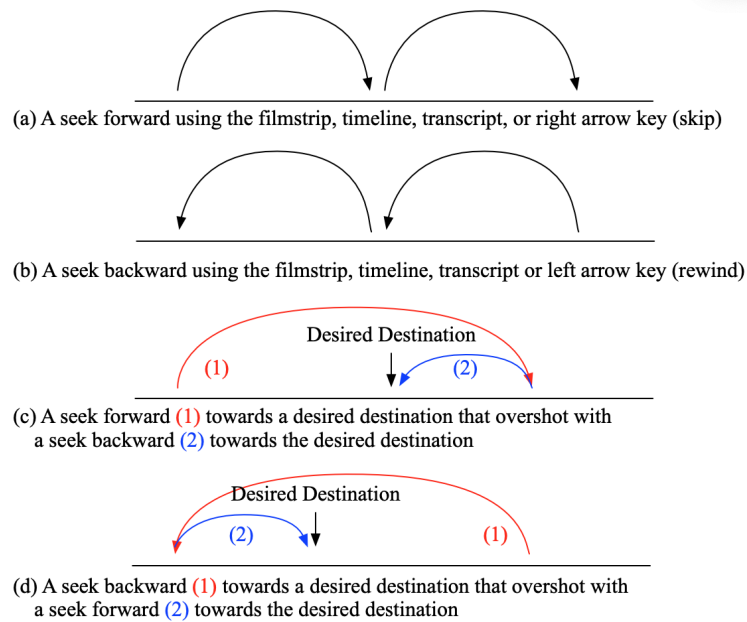 (a) A seek forward using the filmstrip, timeline, transcript, or right arrow key (skip)
(b) A seek backward using the filmstrip, timeline, transcript or left arrow key (rewind)
Desired Destination
(1)
(2)
(c) A seek forward (1) towards a desired destination that overshot with
a seek backward (2) towards the desired destination
Desired Destination
(2)
(1)
(d) A seek backward (1) towards a desired destination that overshot with
a seek forward (2) towards the desired destination